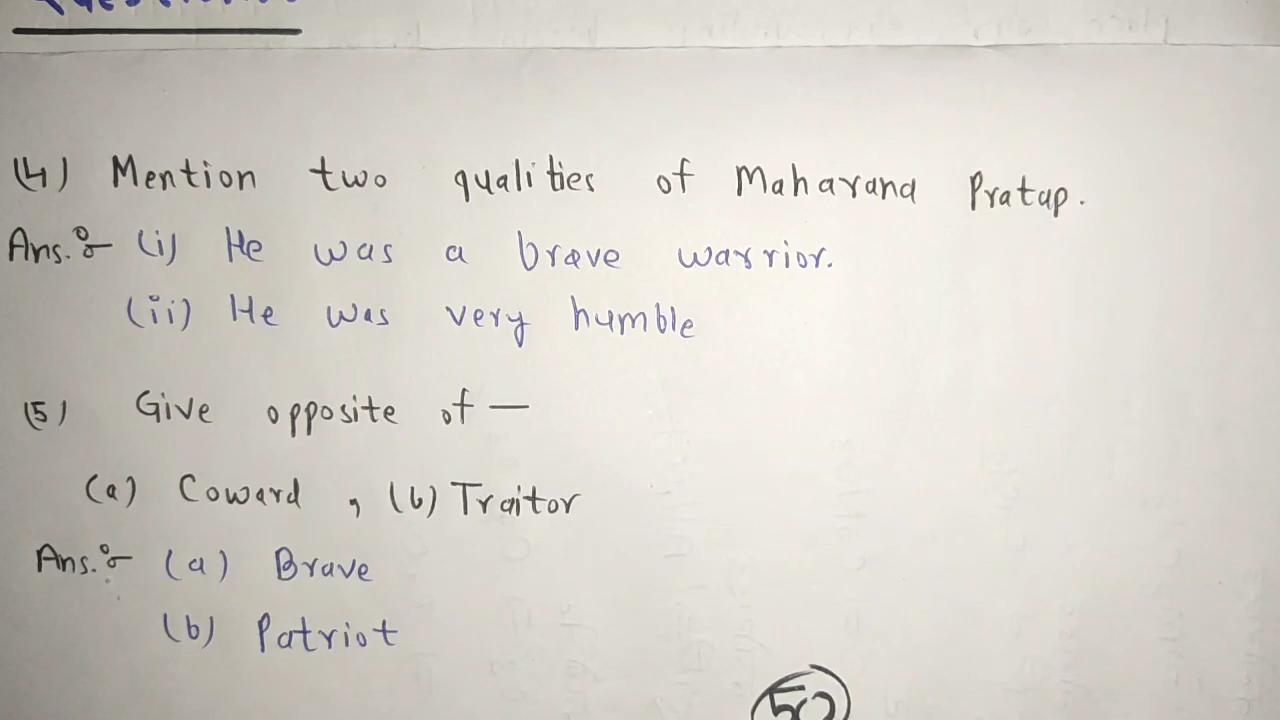 (4) Mention two qualities of Maharana Pratap.
Ans.:- (i) He was a brave warrior.
(ii) He was very humble
(5) Give opposite of —
(a) Coward , (b) Traitor
Ans.:- (a) Brave
(b) Patriot